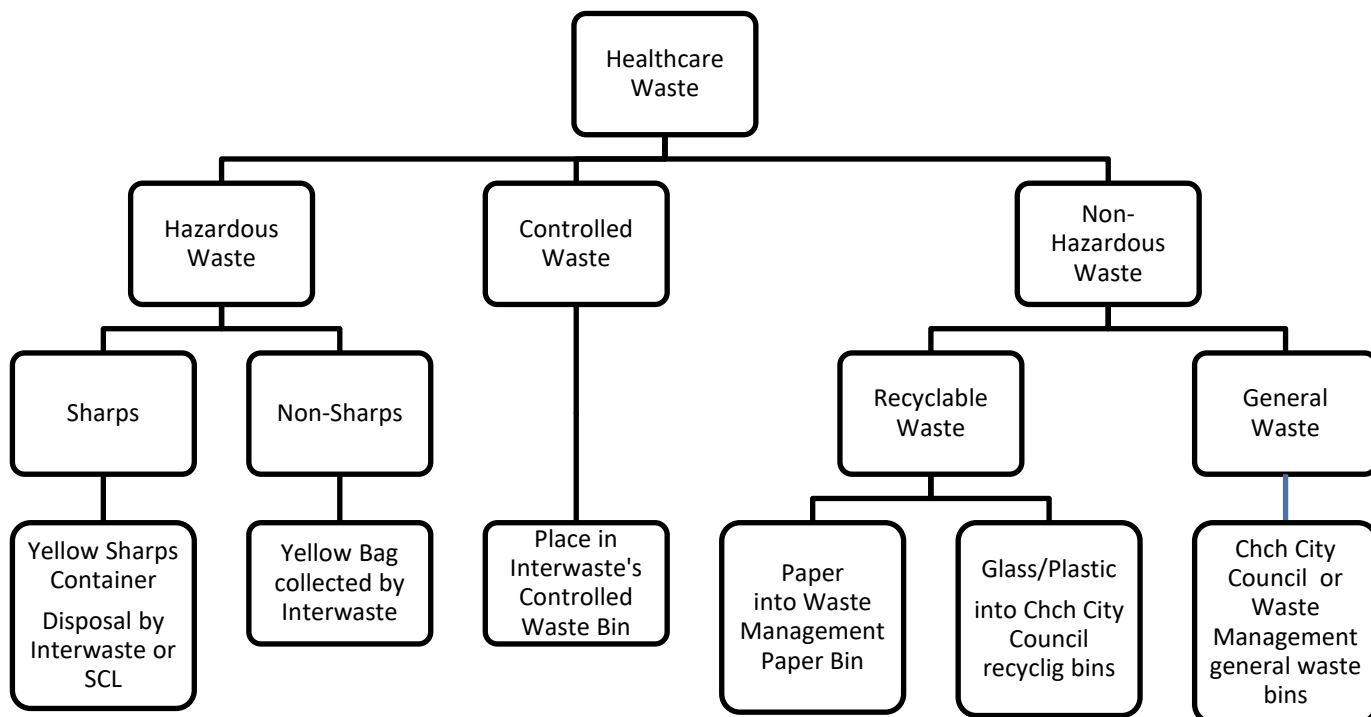 Healthcare
Waste
Hazardous
Waste
Controlled
Waste
Non-
Hazardous
Waste
Sharps
Non-Sharps
Recyclable
Waste
General
Waste
Yellow Sharps
Container
Disposal by
Interwaste or
SCL
Yellow Bag
collected by
Interwaste
Place in
Interwaste's
Controlled
Waste Bin
Paper
into Waste
Management
Paper Bin
Glass/Plastic
into Chch City
Council
recyclig bins
Chch City
Council or
Waste
Management
general waste
bins